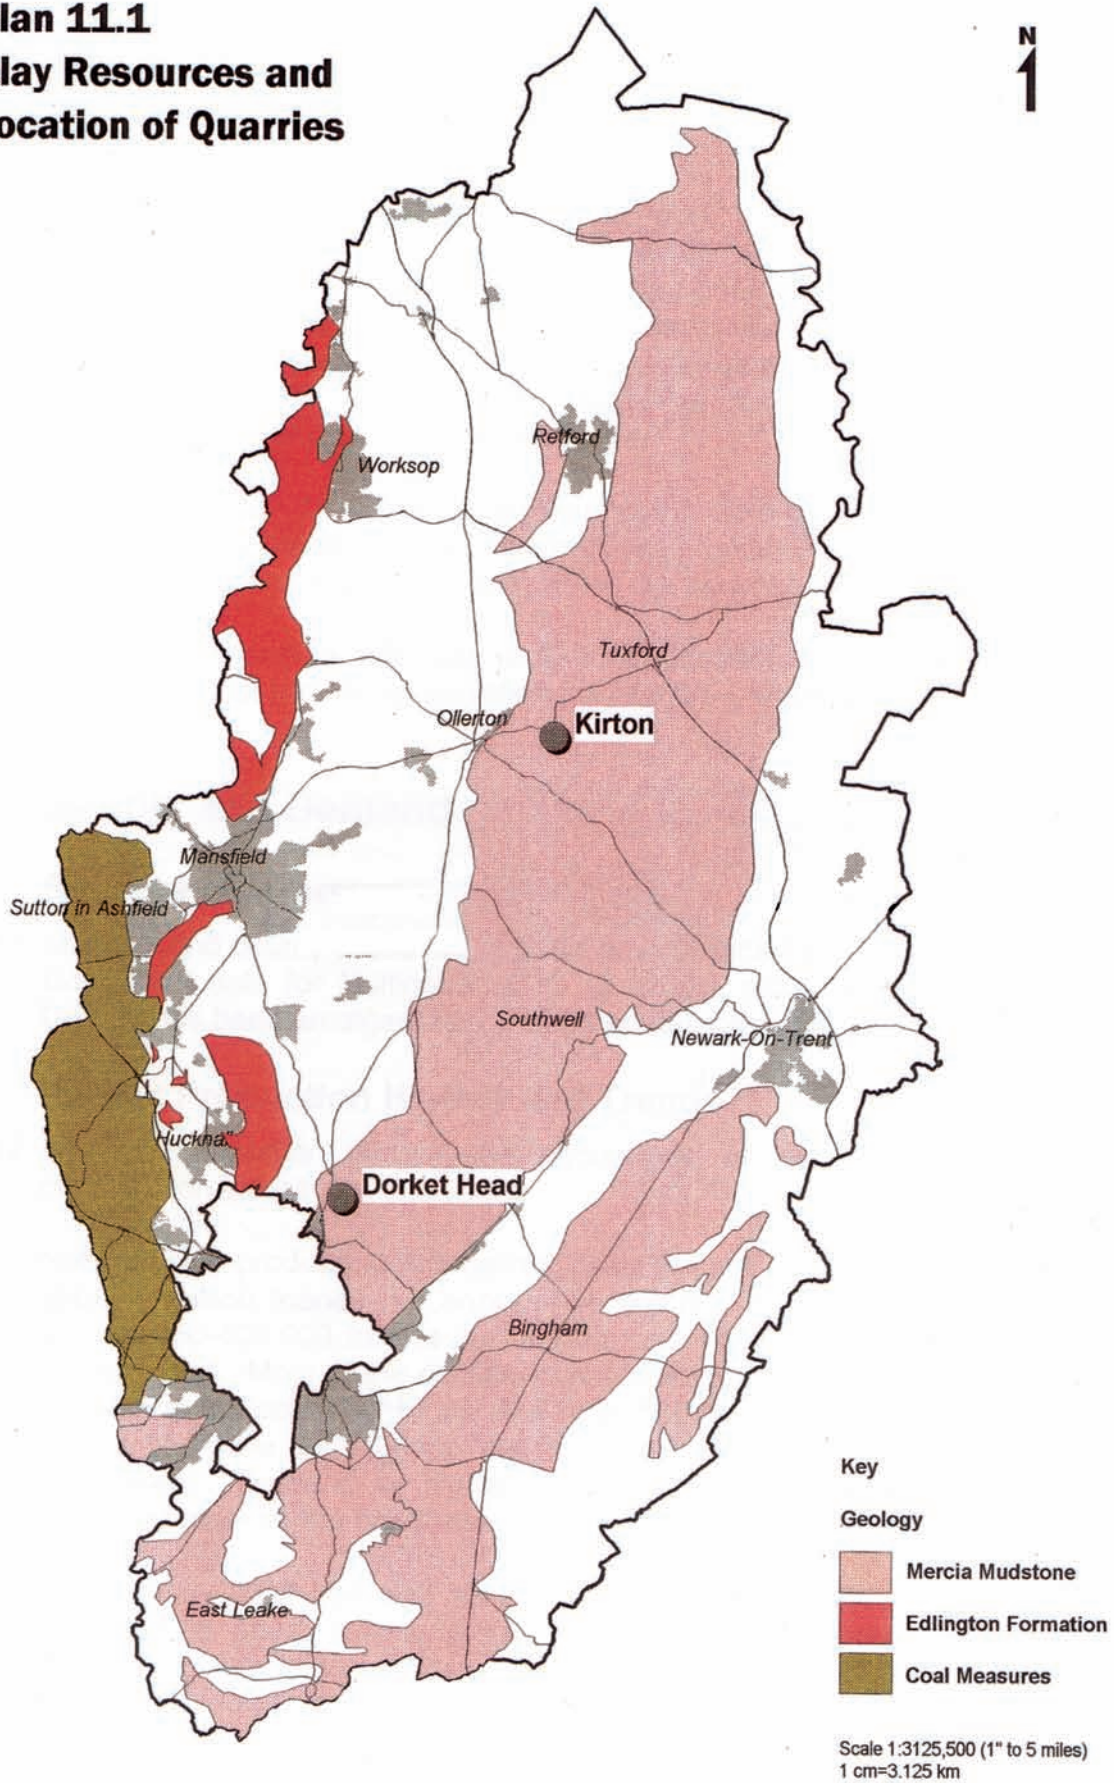 lan 11.1
lay Resources and
ocation of Quarries
N
Retford
Worksop
Tuxford
Ollerton
Kirton
Mansfield
Sutton in Ashfield
Southwell
Newark-On-Trent
Hucknall
Dorket Head
Bingham
East Leake
Key
Geology
Mercia Mudstone
Edlington Formation
Coal Measures
Scale 1:3125,500 (1" to 5 miles)
1 cm=3.125 km